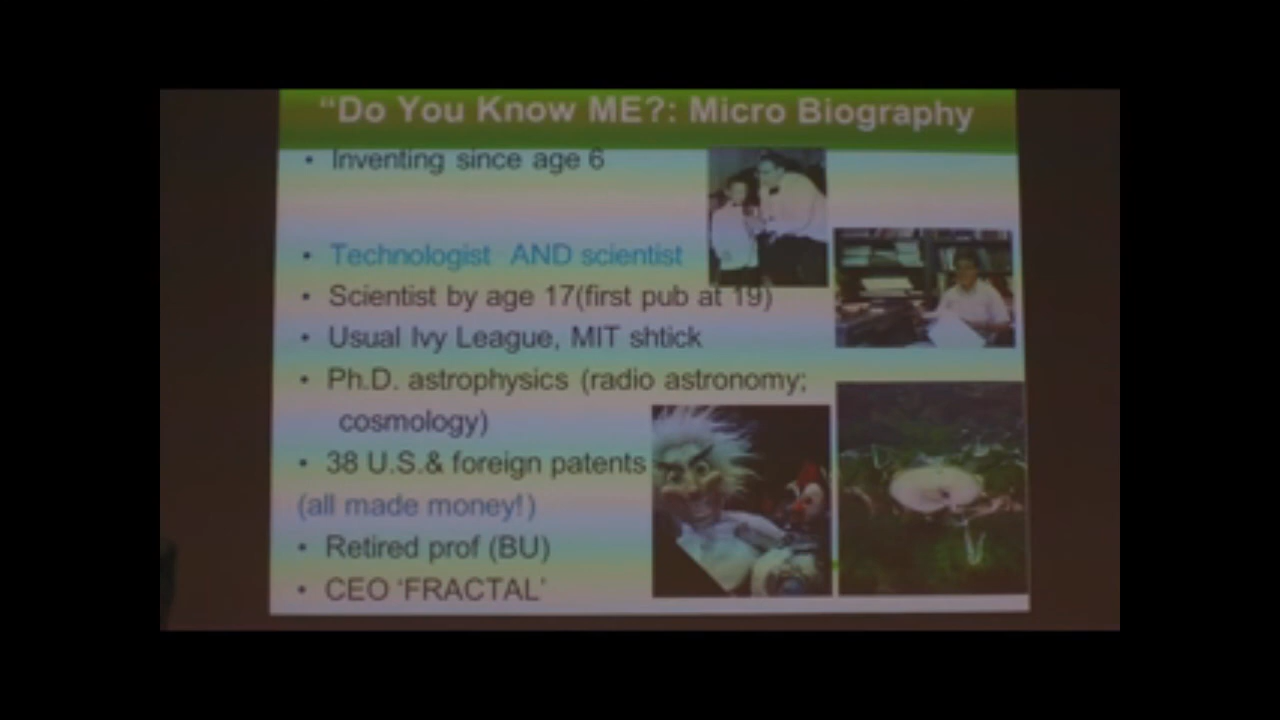 “Do You Know ME?: Micro Biography
• Inventing since age 6
• Technologist AND scientist
• Scientist by age 17(first pub at 19)
• Usual Ivy League, MIT shtick
• Ph.D. astrophysics (radio astronomy;
cosmology)
• 38 U.S.& foreign patents
(all made money!)
• Retired prof (BU)
• CEO ‘FRACTAL’